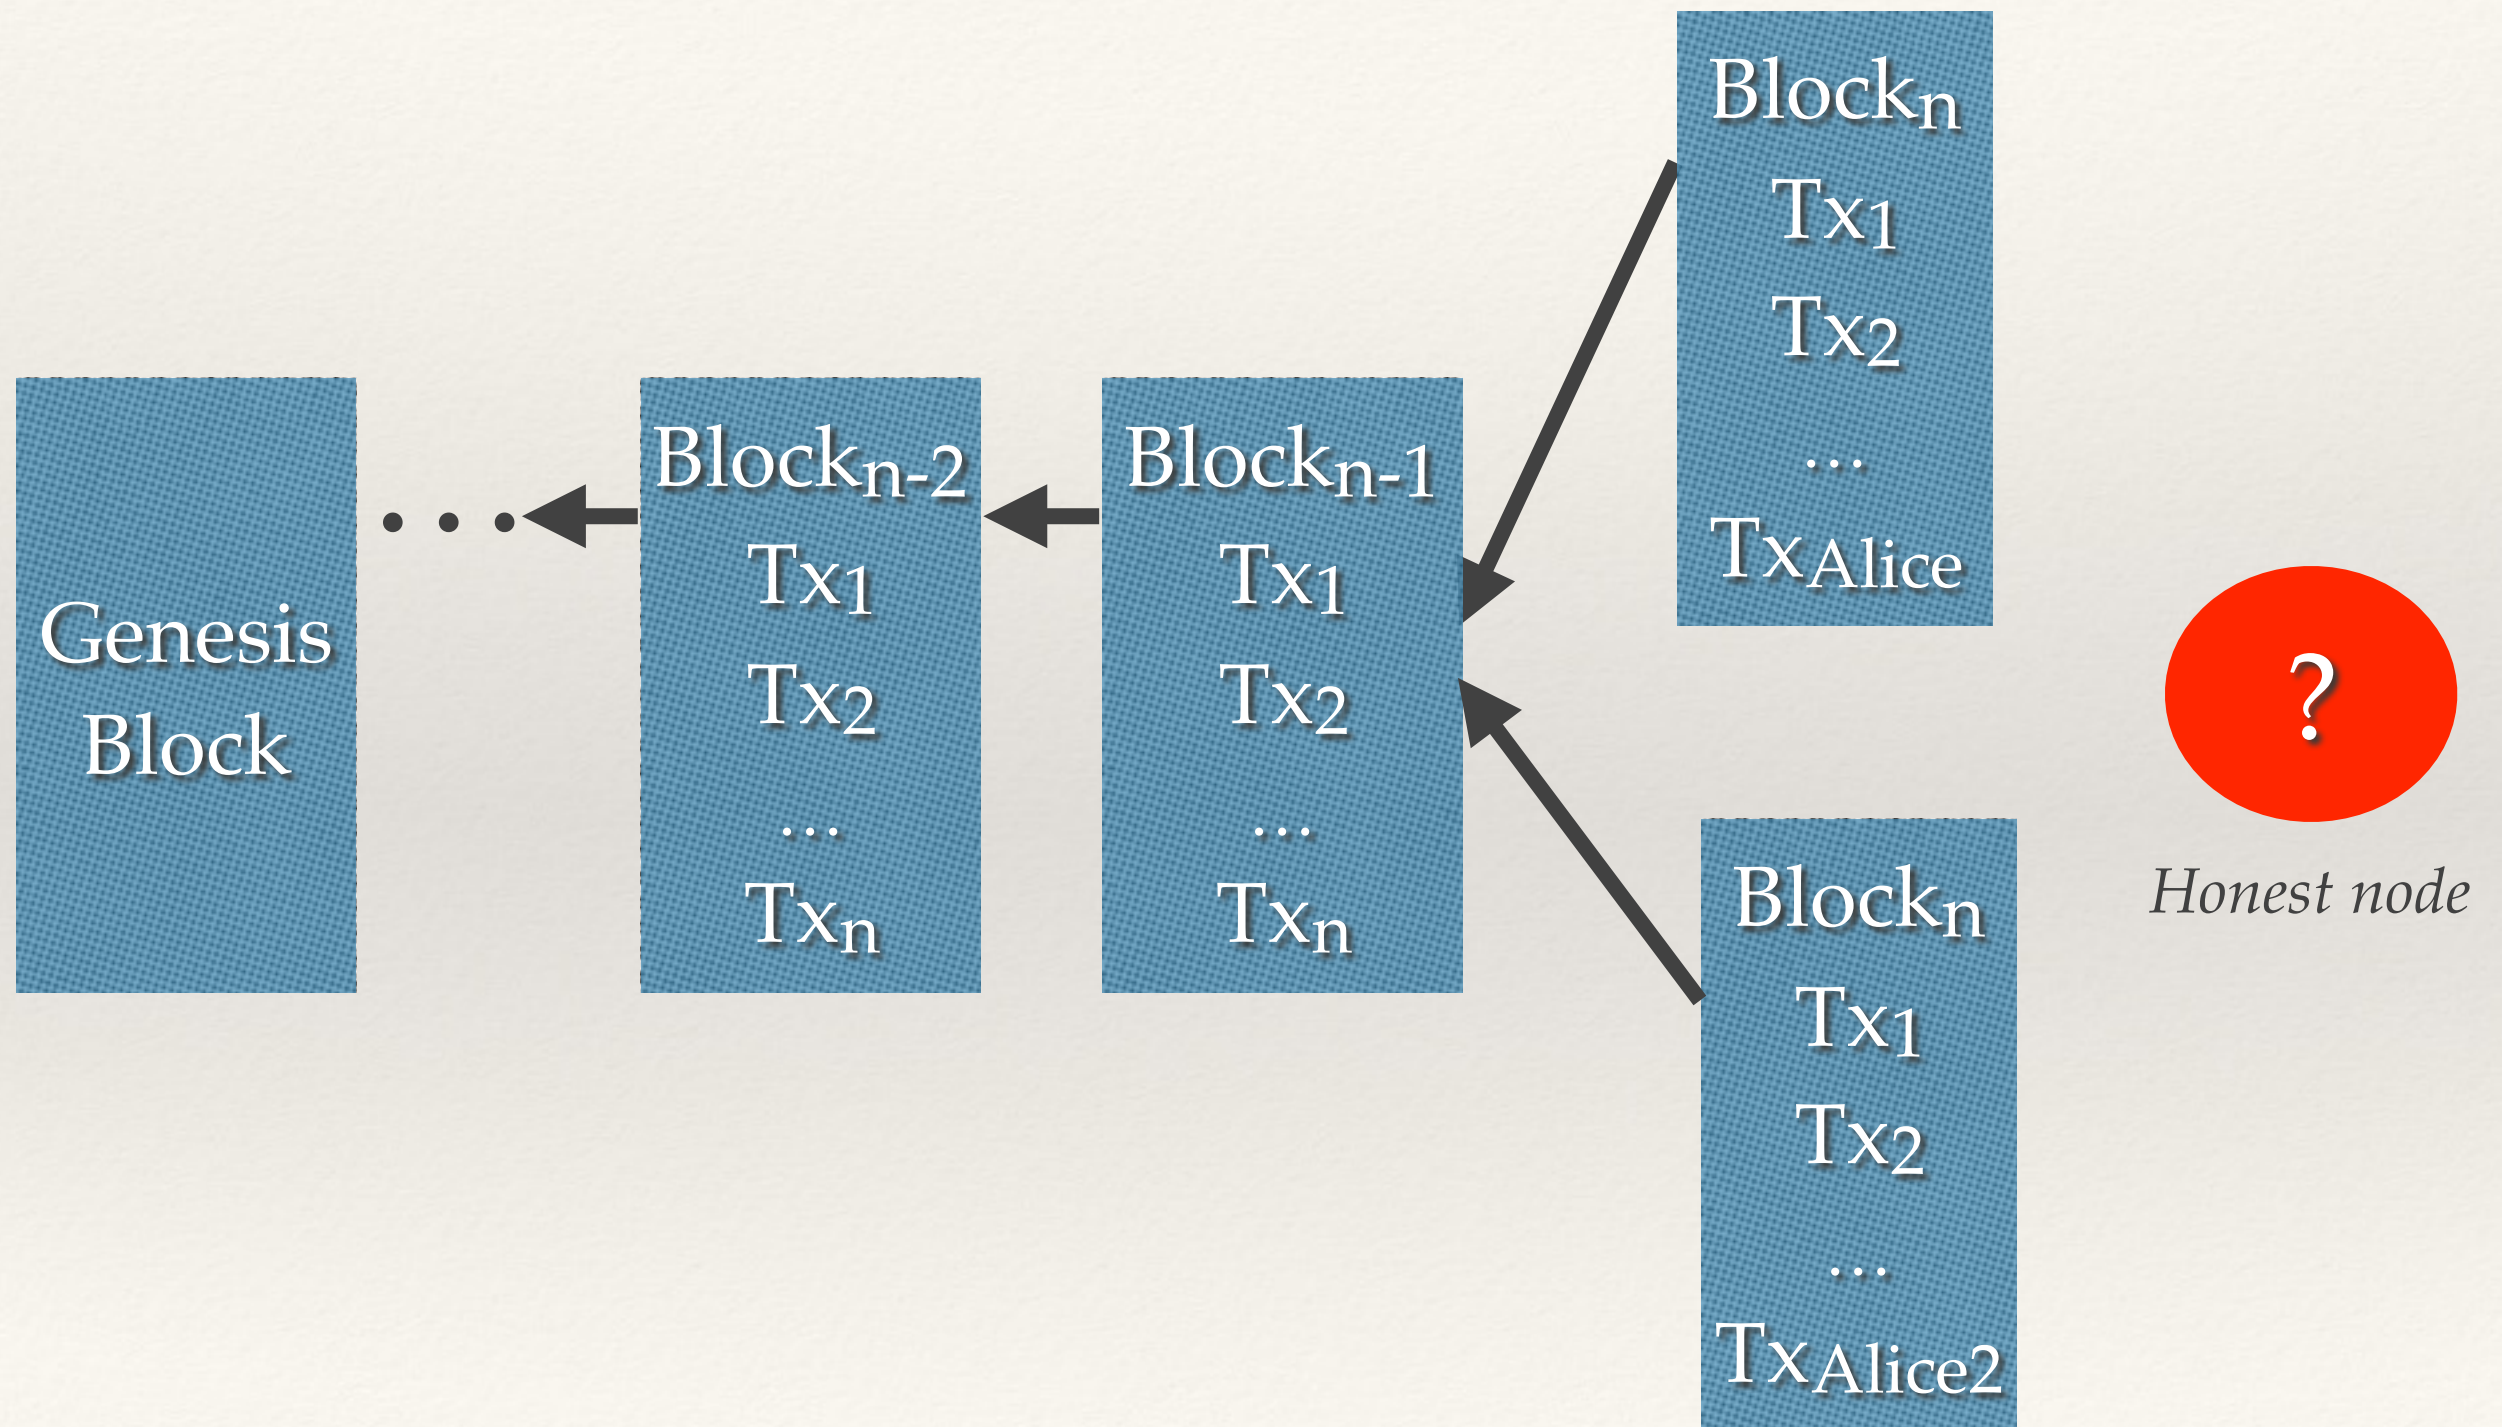 Genesis
Block
. . .
Blockn-2
Tx1
Tx2
...
Txn
Blockn-1
Tx1
Tx2
...
Txn
Blockn
Tx1
Tx2
...
TxAlice
Blockn
Tx1
Tx2
...
TxAlice2
?
Honest node